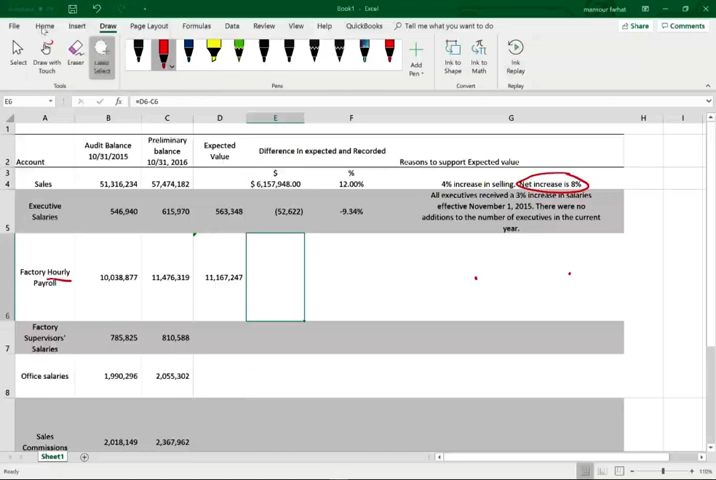 Book1 - Excel
mansour farhat
File Home Insert Draw Page Layout Formulas Data Review View Help QuickBooks Tell me what you want to do Share Comments
Select Draw with Touch Eraser Lasso Select Add Pen Ink to Shape Ink to Math Ink Replay
Tools Pens Convert Replay
E6 fx =D6-C6
A B C D E F G H I
1
2 Account Audit Balance 10/31/2015 Preliminary balance 10/31, 2016 Expected Value Difference In expected and Recorded Reasons to support Expected value
3 $ %
4 Sales 51,316,234 57,474,182 $ 6,157,948.00 12.00% 4% increase in selling. Net increase is 8%
5 Executive Salaries 546,940 615,970 563,348 (52,622) -9.34% All executives received a 3% increase in salaries effective November 1, 2015. There were no additions to the number of executives in the current year.
6 Factory Hourly Payroll 10,038,877 11,476,319 11,167,247
7 Factory Supervisors' Salaries 785,825 810,588
8 Office salaries 1,990,296 2,055,302
Sales Commissions 2,018,149 2,367,962
Sheet1
Ready 110%